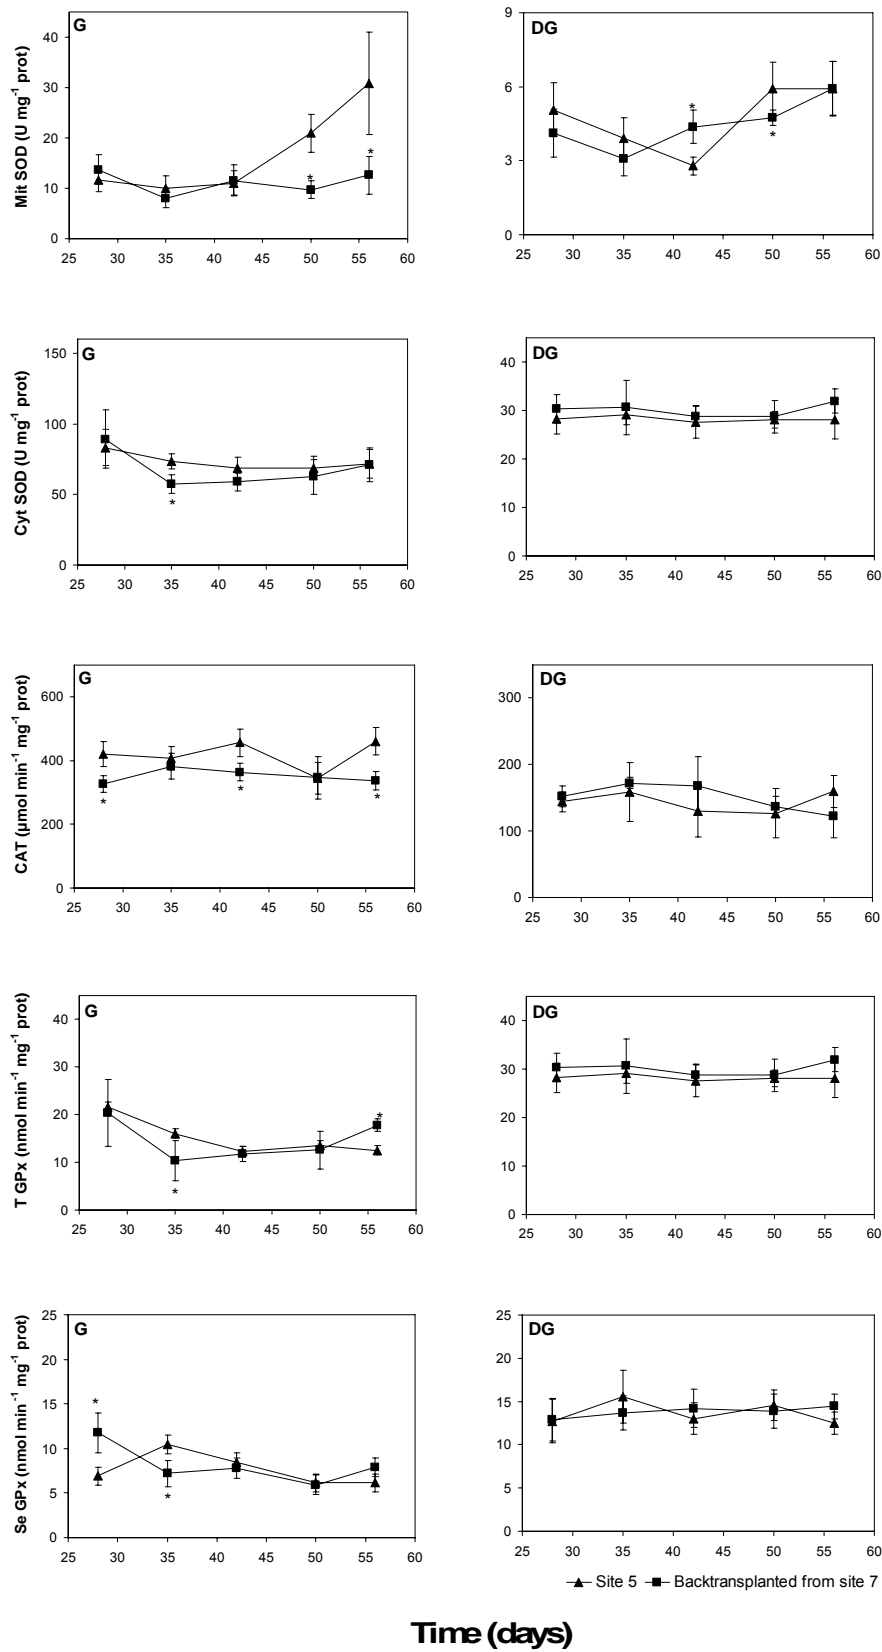 G
Mit SOD (U mg-1 prot)
50
40
30
20
10
0
* *
25 30 35 40 45 50 55 60
DG
9
6
3
0
* *
25 30 35 40 45 50 55 60
G
Cyt SOD (U mg-1 prot)
150
100
50
0
*
25 30 35 40 45 50 55 60
DG
40
30
20
10
0
25 30 35 40 45 50 55 60
G
CAT (µmol min-1 mg-1 prot)
600
400
200
0
* * *
25 30 35 40 45 50 55 60
DG
300
200
100
0
25 30 35 40 45 50 55 60
G
T GPx (nmol min-1 mg-1 prot)
40
30
20
10
0
* *
25 30 35 40 45 50 55 60
DG
40
30
20
10
0
25 30 35 40 45 50 55 60
G
Se GPx (nmol min-1 mg-1 prot)
25
20
15
10
5
0
* *
25 30 35 40 45 50 55 60
DG
25
20
15
10
5
0
25 30 35 40 45 50 55 60
Site 5 Backtransplanted from site 7
Time (days)